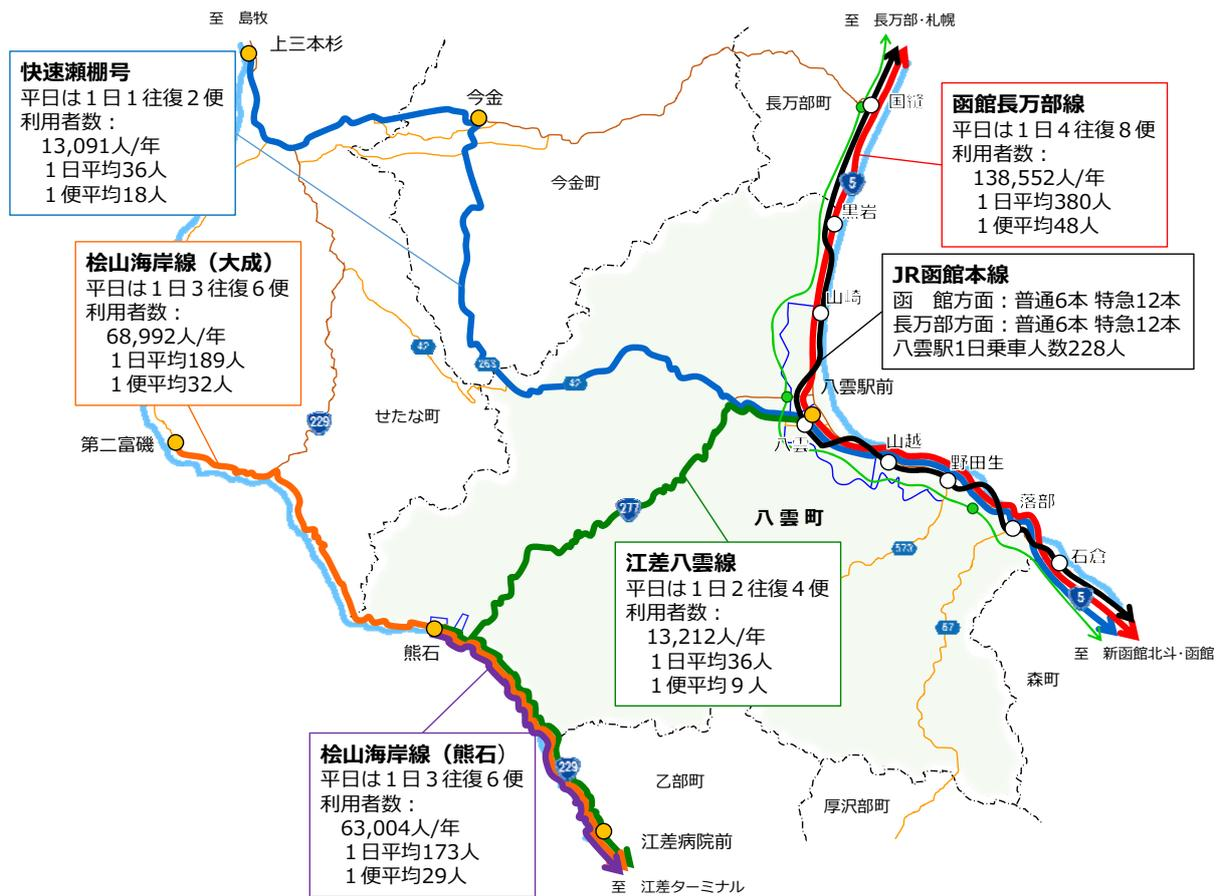 至　島牧
上三本杉
快速瀬棚号
平日は１日１往復２便
利用者数：
13,091人/年
１日平均36人
１便平均18人
今金
今金町
至　長万部・札幌
長万部町
国縫
函館長万部線
平日は１日４往復８便
利用者数：
138,552人/年
１日平均380人
１便平均48人
5
黒岩
桧山海岸線（大成）
平日は１日３往復６便
利用者数：
68,992人/年
１日平均189人
１便平均32人
JR函館本線
函　館方面：普通6本 特急12本
長万部方面：普通6本 特急12本
八雲駅1日乗車人数228人
山崎
42
263
42
八雲駅前
229
せたな町
第二富磯
八雲
山越
野田生
落部
石倉
277
八雲町
573
江差八雲線
平日は１日２往復４便
利用者数：
13,212人/年
１日平均36人
１便平均９人
5
67
至　新函館北斗・函館
森町
熊石
桧山海岸線（熊石）
平日は１日３往復６便
利用者数：
63,004人/年
１日平均173人
１便平均29人
229
乙部町
厚沢部町
江差病院前
至　江差ターミナル